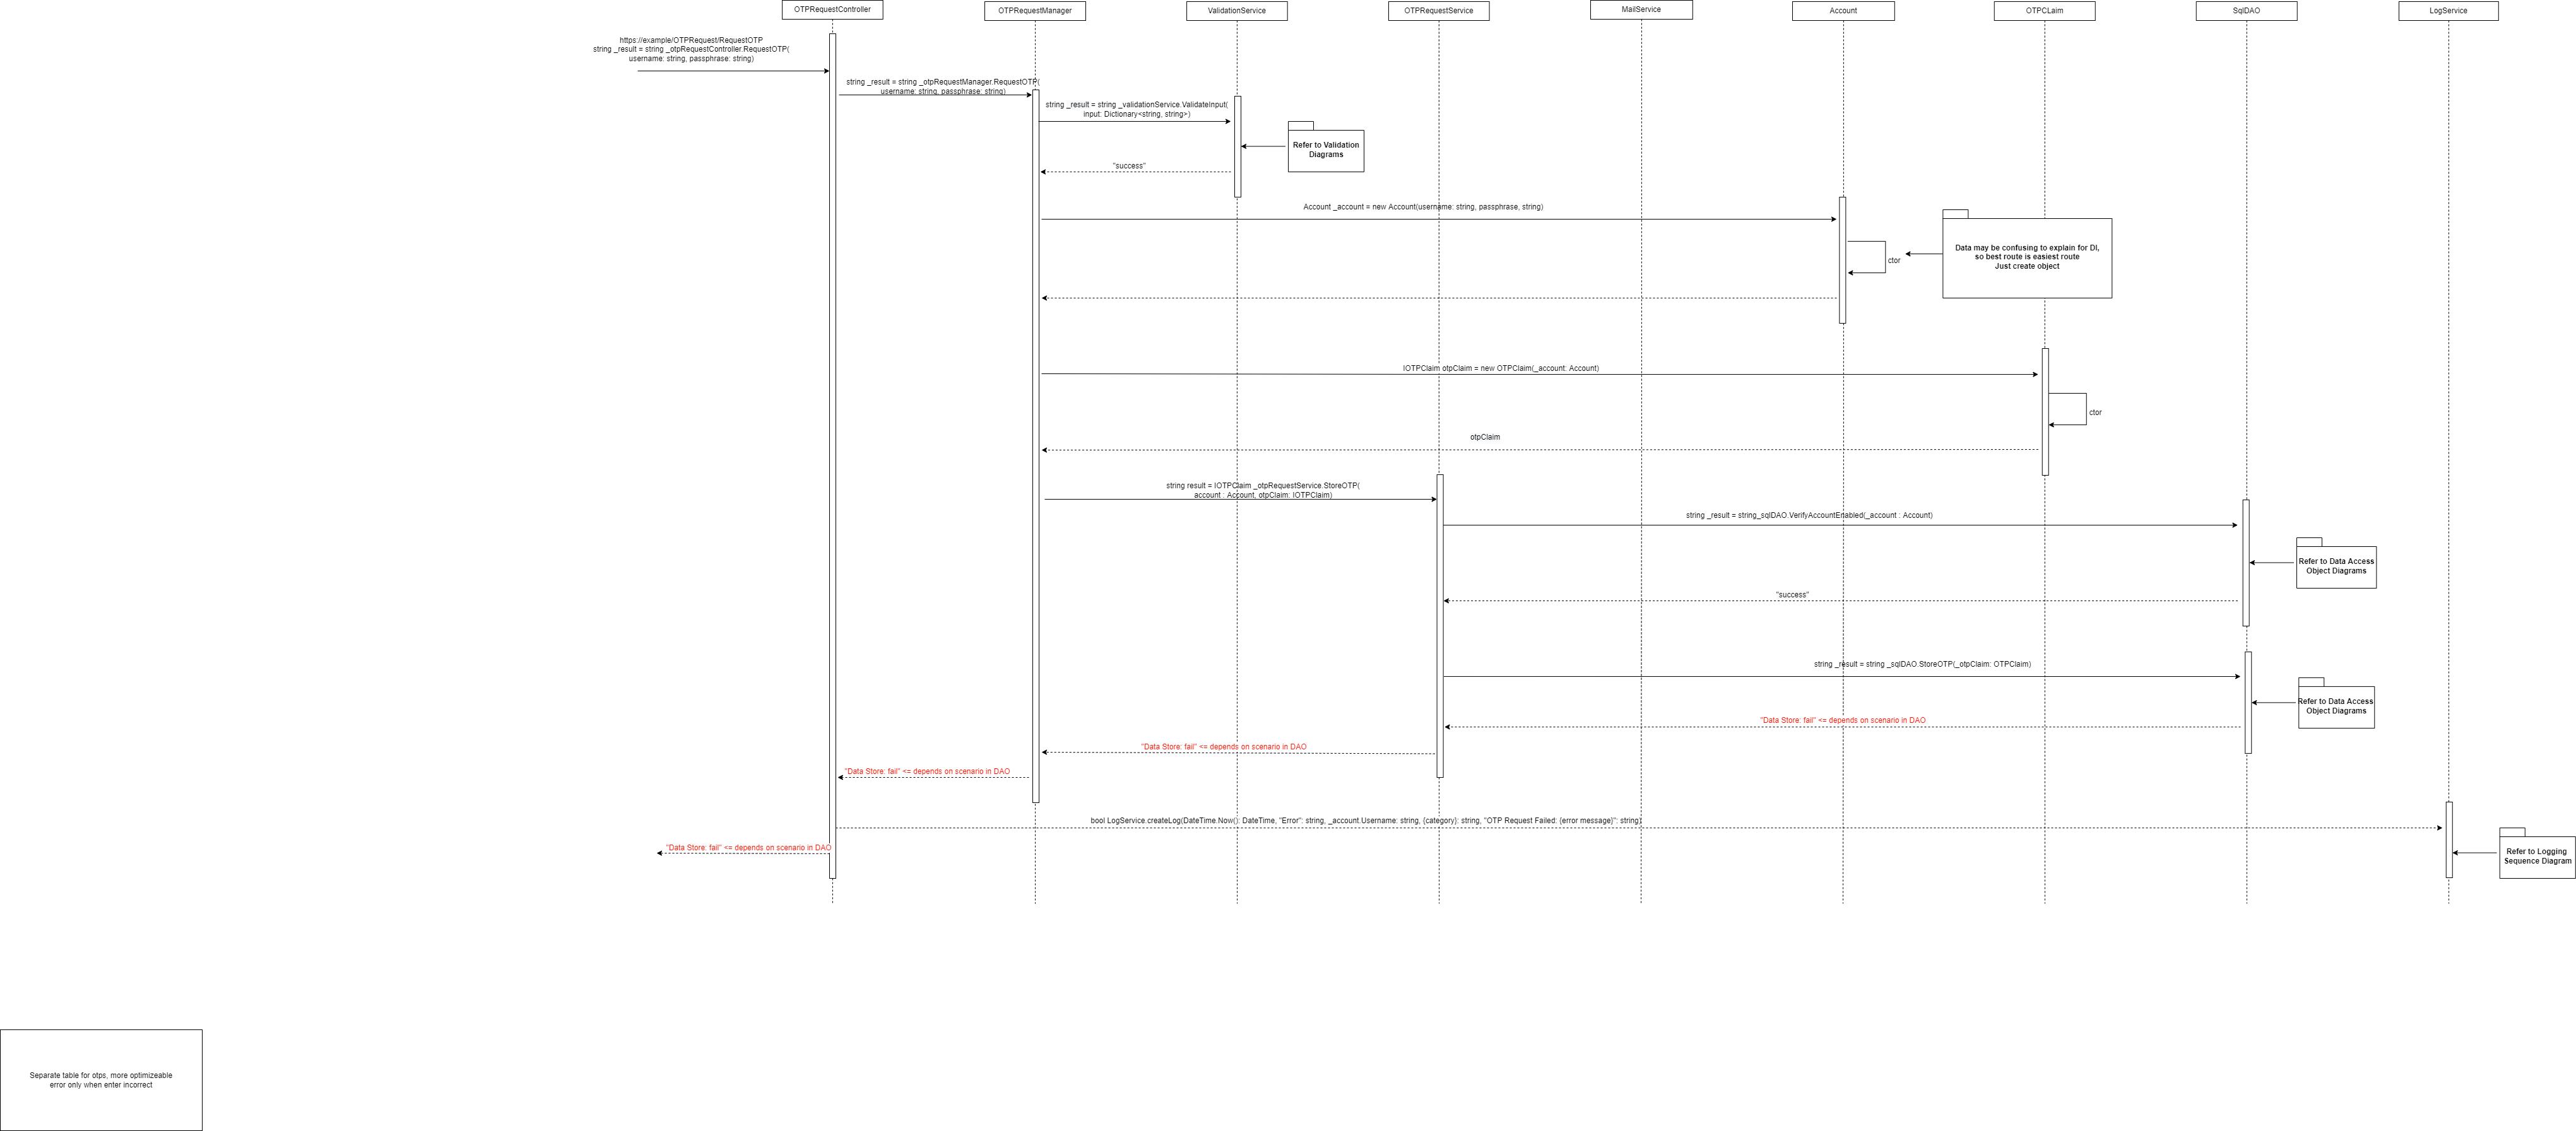 OTPRequestController
OTPRequestManager
ValidationService
OTPRequestService
MailService
Account
OTPCLaim
SqlDAO
LogService
https://example/OTPRequest/RequestOTP
string _result = string _otpRequestController.RequestOTP(
username: string, passphrase: string)
string _result = string _otpRequestManager.RequestOTP(
username: string, passphrase: string)
string _result = string _validationService.ValidateInput(
input: Dictionary<string, string>)
Refer to Validation
Diagrams
"success"
Account _account = new Account(username: string, passphrase, string)
ctor
Data may be confusing to explain for DI,
so best route is easiest route
Just create object
IOTPClaim otpClaim = new OTPClaim(_account: Account)
ctor
otpClaim
string result = IOTPClaim _otpRequestService.StoreOTP(
account : Account, otpClaim: IOTPClaim)
string _result = string_sqlDAO.VerifyAccountEnabled(_account : Account)
Refer to Data Access
Object Diagrams
"success"
string _result = string _sqlDAO.StoreOTP(_otpClaim: OTPClaim)
Refer to Data Access
Object Diagrams
"Data Store: fail" <= depends on scenario in DAO
"Data Store: fail" <= depends on scenario in DAO
"Data Store: fail" <= depends on scenario in DAO
bool LogService.createLog(DateTime.Now(): DateTime, "Error": string, _account.Username: string, {category}: string, "OTP Request Failed: {error message}": string)
"Data Store: fail" <= depends on scenario in DAO
Refer to Logging
Sequence Diagram
Separate table for otps, more optimizeable
error only when enter incorrect